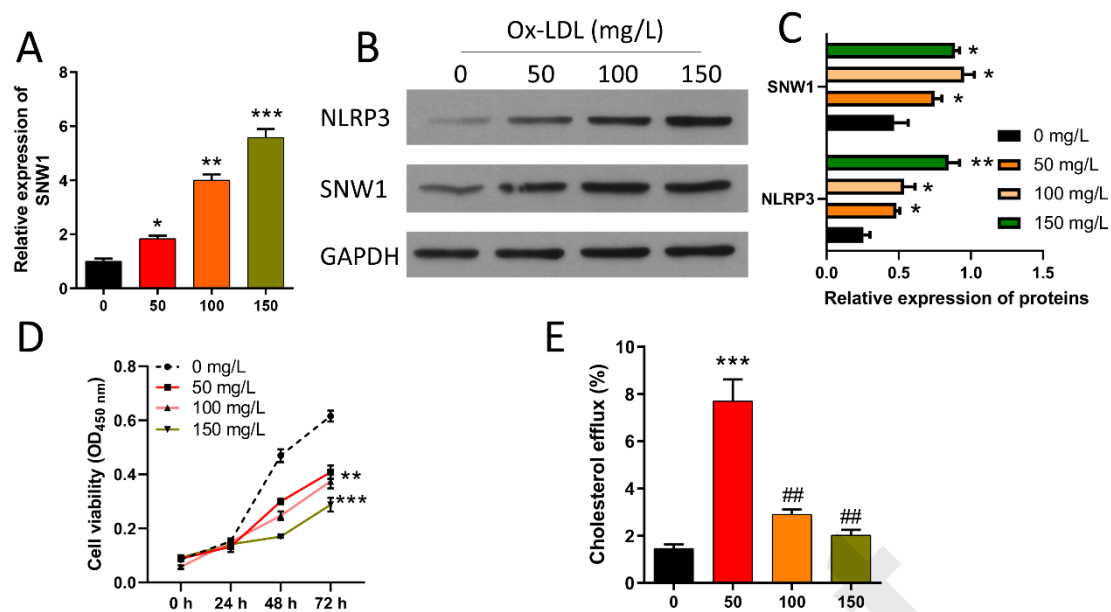 A
Relative expression of
SNW1
8
6
4
2
0
*
**
***
0 50 100 150
B
Ox-LDL (mg/L)
0 50 100 150
NLRP3
SNW1
GAPDH
C
SNW1
NLRP3
*
*
*
**
*
*
0 mg/L
50 mg/L
100 mg/L
150 mg/L
0.0 0.5 1.0 1.5
Relative expression of proteins
D
Cell viability (OD450 nm)
0.8
0.6
0.4
0.2
0.0
0 mg/L
50 mg/L
100 mg/L
150 mg/L
**
***
0 h 24 h 48 h 72 h
E
Cholesterol efflux (%)
10
8
6
4
2
0
***
##
##
0 50 100 150